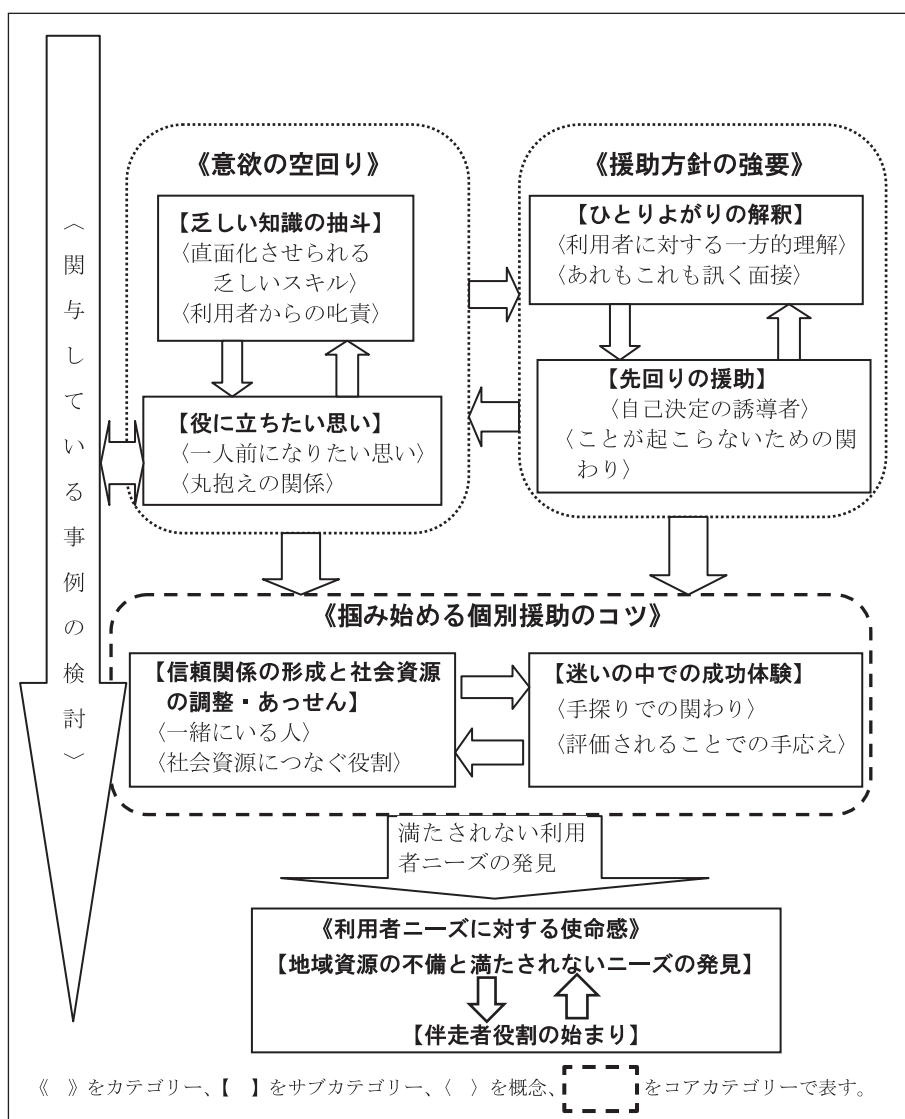 〈関与している事例の検討〉
《意欲の空回り》
【乏しい知識の抽斗】
〈直面化させられる
乏しいスキル〉
〈利用者からの叱責〉
【役に立ちたい思い】
〈一人前になりたい思い〉
〈丸抱えの関係〉
《援助方針の強要》
【ひとりよがりの解釈】
〈利用者に対する一方的理解〉
〈あれもこれも訊く面接〉
【先回りの援助】
〈自己決定の誘導者〉
〈ことが起こらないための関
わり〉
《掴み始める個別援助のコツ》
【信頼関係の形成と社会資源
の調整・あっせん】
〈一緒にいる人〉
〈社会資源につなぐ役割〉
【迷いの中での成功体験】
〈手探りでの関わり〉
〈評価されることでの手応え〉
満たされない利用
者ニーズの発見
《利用者ニーズに対する使命感》
【地域資源の不備と満たされないニーズの発見】
【伴走者役割の始まり】
《　》をカテゴリー、【　】をサブカテゴリー、〈　〉を概念、　をコアカテゴリーで表す。